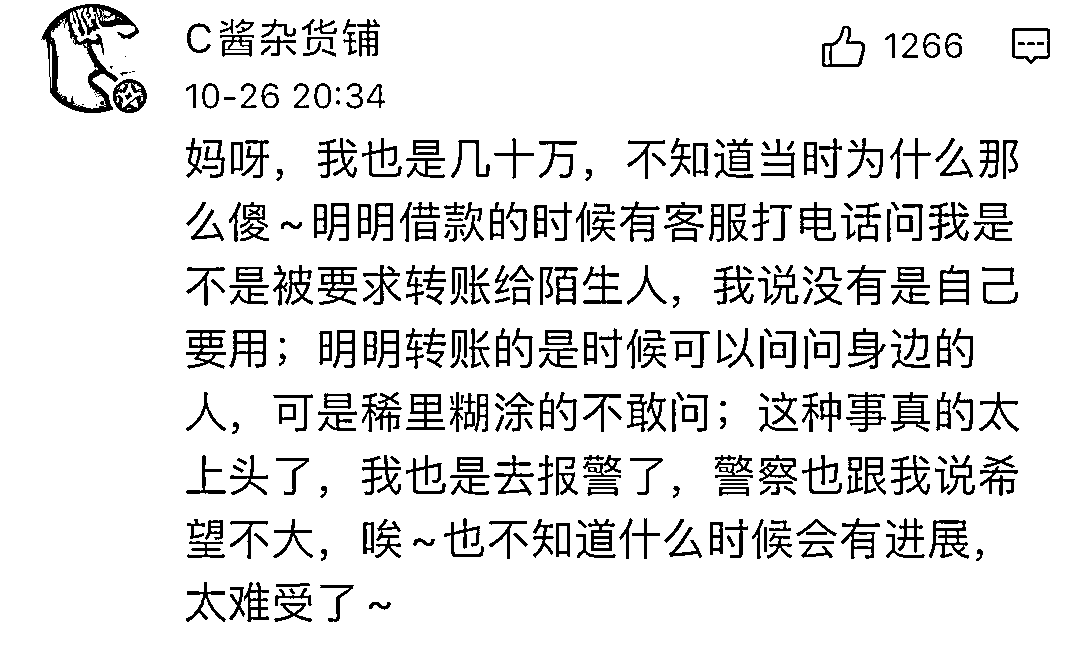 C酱杂货铺
1266
10-26 20:34
妈呀，我也是几十万，不知道当时为什么那
么傻~明明借款的时候有客服打电话问我是
不是被要求转账给陌生人，我说没有是自己
要用；明明转账的是时候可以问问身边的
人，可是稀里糊涂的不敢问；这种事真的太
上头了，我也是去报警了，警察也跟我说希
望不大，唉~也不知道什么时候会有进展，
太难受了~